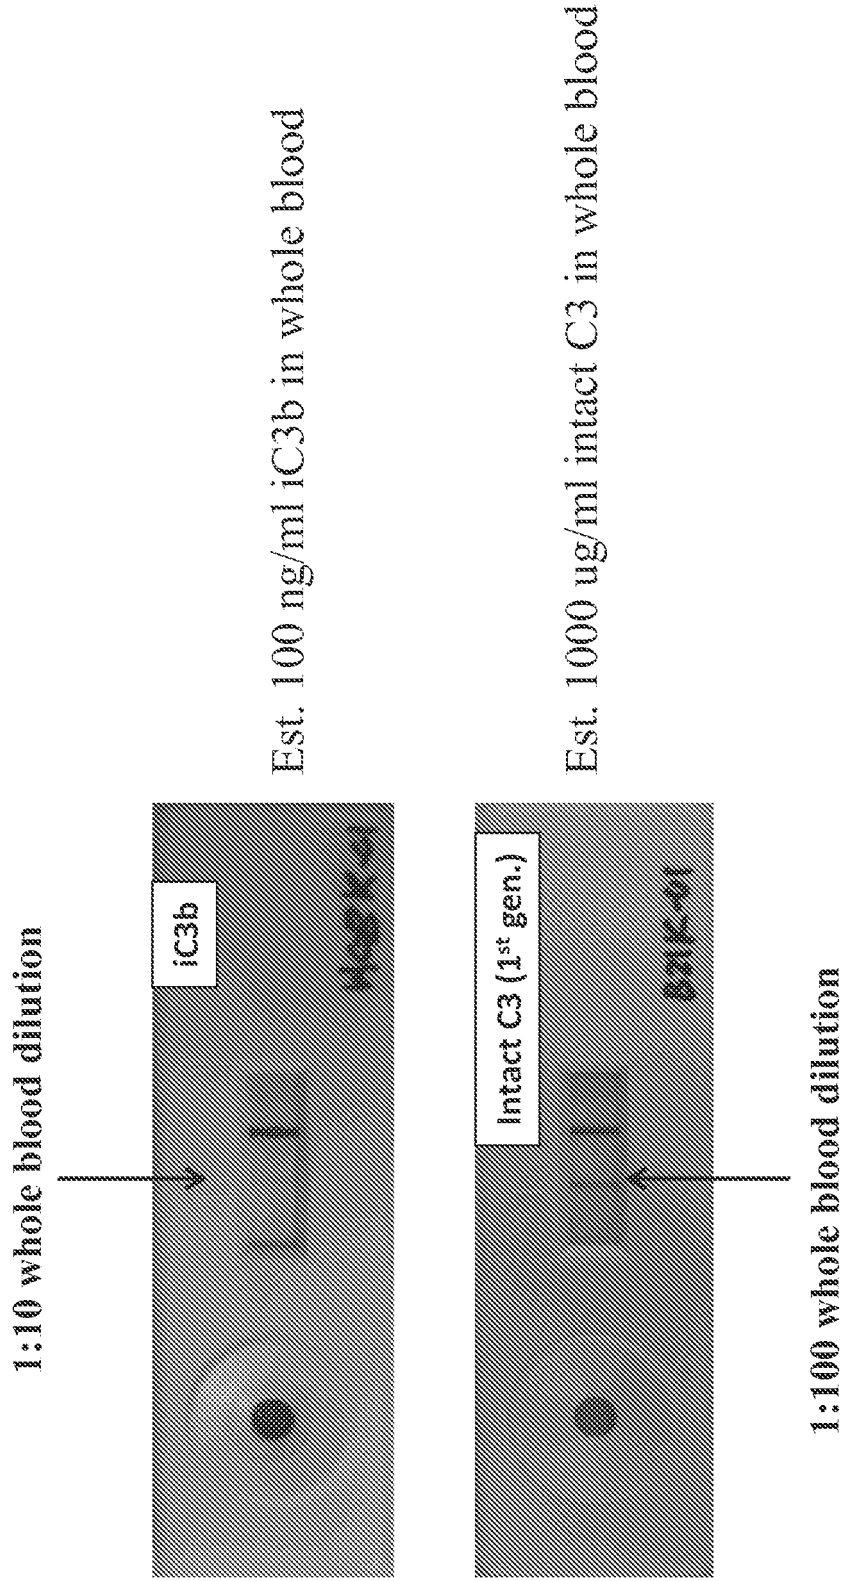 1:10 whole blood dilution
iC3b
Est. 100 ng/ml iC3b in whole blood
Intact C3 (1st gen.)
Est. 1000 ug/ml intact C3 in whole blood
1:100 whole blood dilution